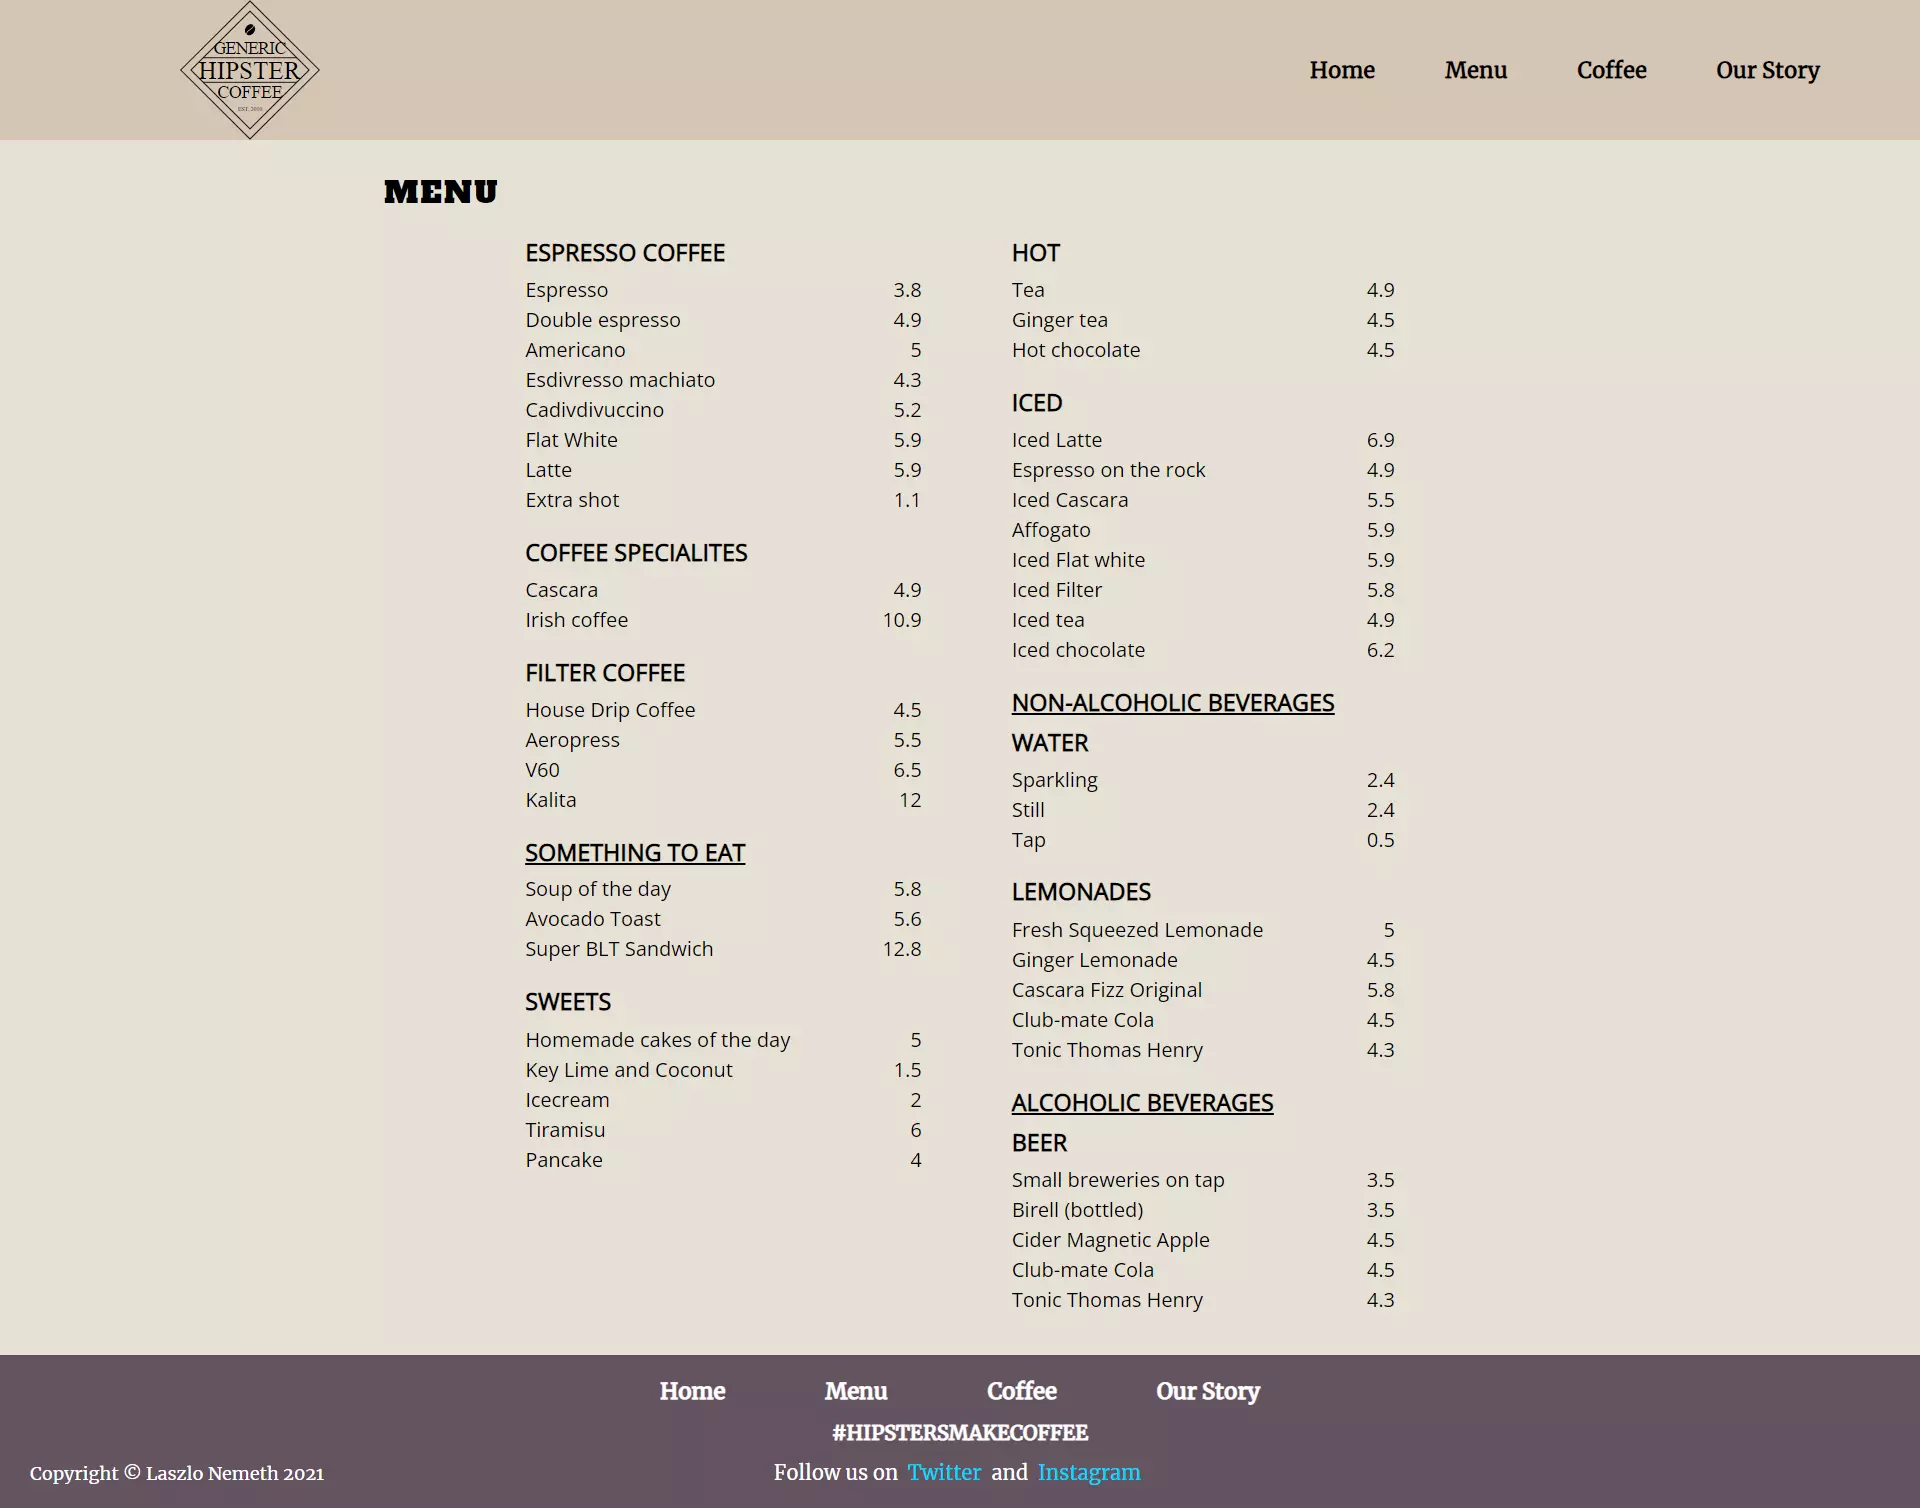 GENERIC
HIPSTER
COFFEE
EST. 2010
Home Menu Coffee Our Story
MENU
ESPRESSO COFFEE
Espresso 3.8
Double espresso 4.9
Americano 5
Esdivresso machiato 4.3
Cadivdivuccino 5.2
Flat White 5.9
Latte 5.9
Extra shot 1.1
COFFEE SPECIALITES
Cascara 4.9
Irish coffee 10.9
FILTER COFFEE
House Drip Coffee 4.5
Aeropress 5.5
V60 6.5
Kalita 12
SOMETHING TO EAT
Soup of the day 5.8
Avocado Toast 5.6
Super BLT Sandwich 12.8
SWEETS
Homemade cakes of the day 5
Key Lime and Coconut 1.5
Icecream 2
Tiramisu 6
Pancake 4
HOT
Tea 4.9
Ginger tea 4.5
Hot chocolate 4.5
ICED
Iced Latte 6.9
Espresso on the rock 4.9
Iced Cascara 5.5
Affogato 5.9
Iced Flat white 5.9
Iced Filter 5.8
Iced tea 4.9
Iced chocolate 6.2
NON-ALCOHOLIC BEVERAGES
WATER
Sparkling 2.4
Still 2.4
Tap 0.5
LEMONADES
Fresh Squeezed Lemonade 5
Ginger Lemonade 4.5
Cascara Fizz Original 5.8
Club-mate Cola 4.5
Tonic Thomas Henry 4.3
ALCOHOLIC BEVERAGES
BEER
Small breweries on tap 3.5
Birell (bottled) 3.5
Cider Magnetic Apple 4.5
Club-mate Cola 4.5
Tonic Thomas Henry 4.3
Home Menu Coffee Our Story
#HIPSTERSMAKECOFFEE
Copyright © Laszlo Nemeth 2021
Follow us on Twitter and Instagram